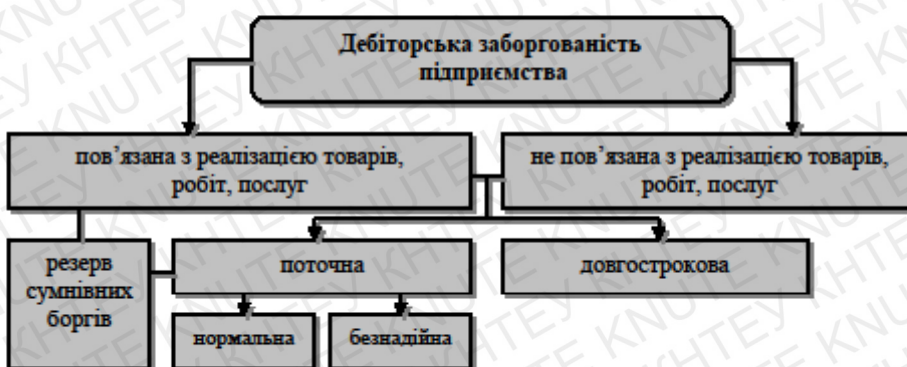 Дебіторська заборгованість
підприємства
пов’язана з реалізацією товарів,
робіт, послуг
не пов’язана з реалізацією товарів,
робіт, послуг
резерв
сумнівних
боргів
поточна
довгострокова
нормальна
безнадійна